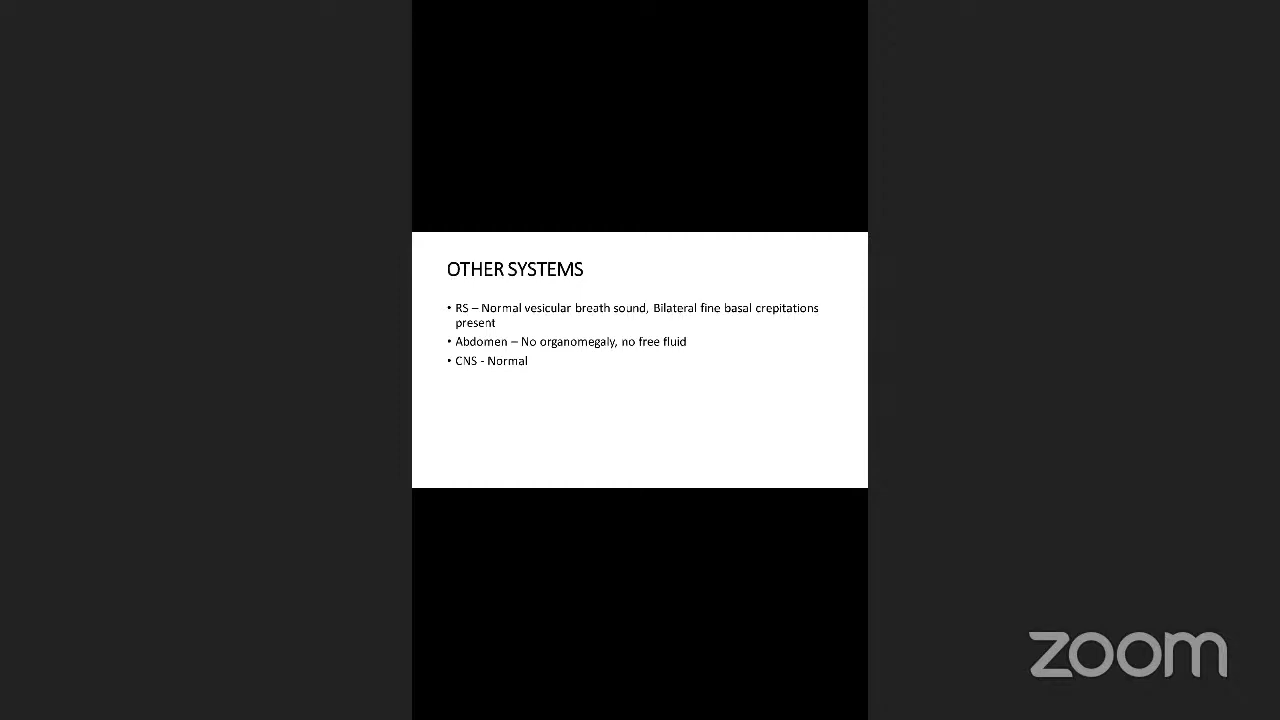 OTHER SYSTEMS
• RS – Normal vesicular breath sound, Bilateral fine basal crepitations
present
• Abdomen – No organomegaly, no free fluid
• CNS - Normal
zoom